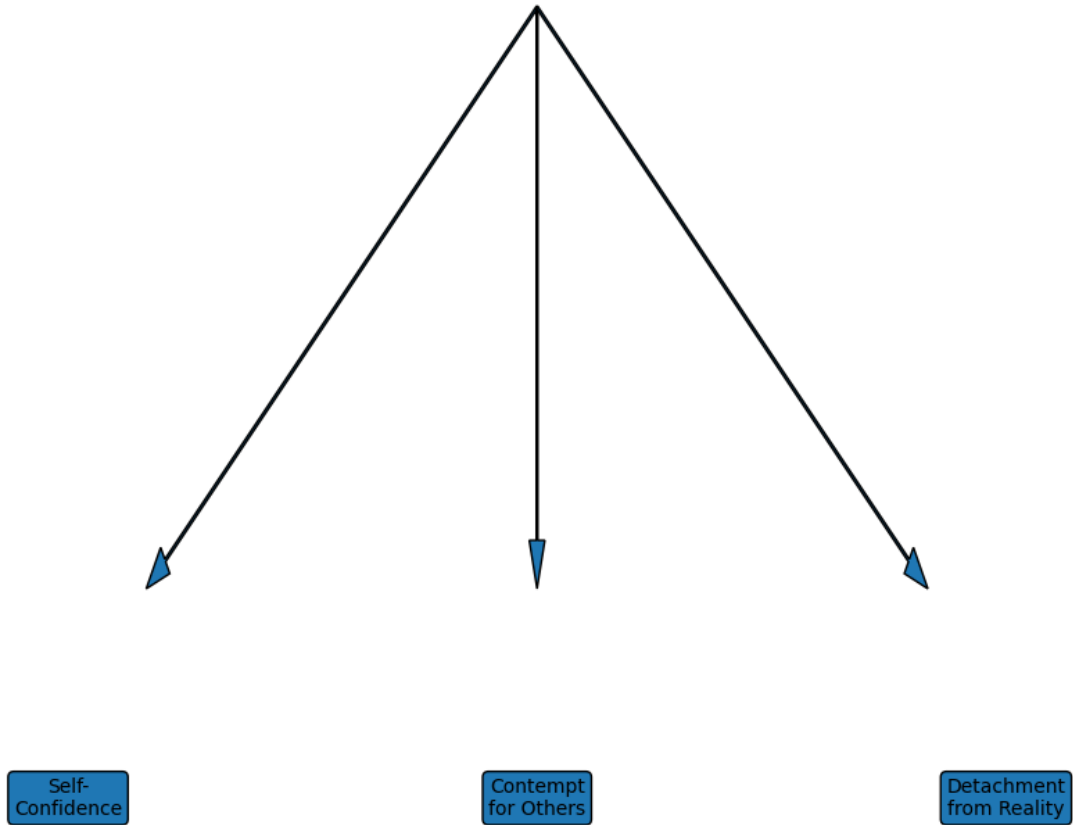 Self-
Confidence
Contempt
for Others
Detachment
from Reality